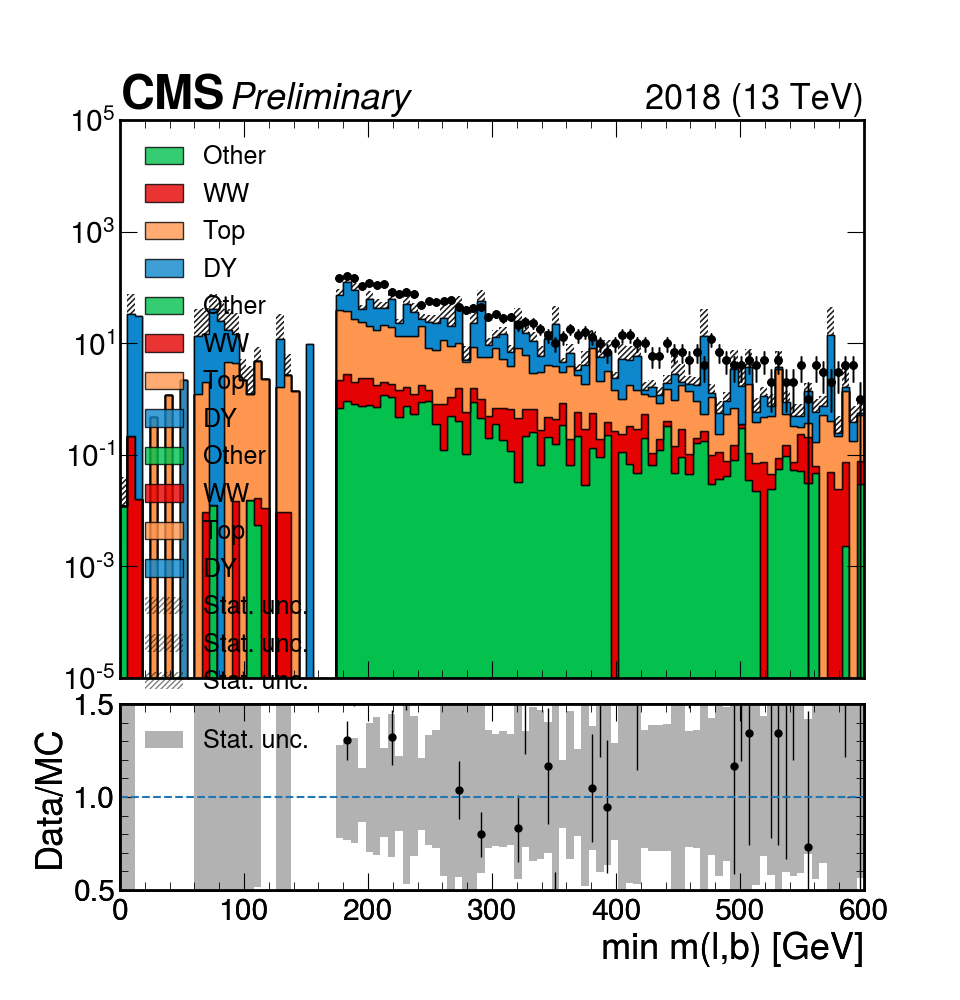 CMS Preliminary 2018 (13 TeV)
10^5
Other
WW
10^3
Top
DY
Other
10^1
WW
Top
DY
10^-1
Other
WW
Top
10^-3
DY
Stat. unc.
Stat. unc.
10^-5
Stat. unc.
1.5
Stat. unc.
1.0
Data/MC
0.5
0 100 200 300 400 500 600
min m(l,b) [GeV]